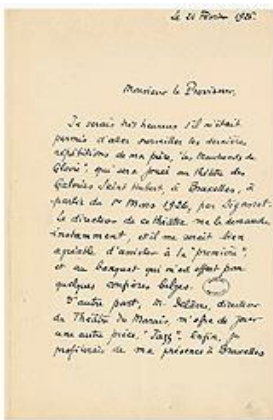 le 20 Février 1926
Monsieur le Proviseur,
Je serais très heureux s'il m'était
permis d'aller surveiller les dernières
répétitions de ma pièce, "les Marchands de
Gloire", qui sera jouée au théâtre des
Galeries Saint Hubert, à Bruxelles, à
partir du 1er Mars 1926, par Signoret.
Le directeur de ce théâtre me le demande
instamment, et il me serait bien
agréable d'assister à la "première",
et au banquet qui m'est offert par
quelques confrères belges.
D'autre part, M. Delacre, directeur
du Théâtre du Marais, m'offre de jouer
une autre pièce, "Jazz". Enfin, je
profiterais de ma présence à Bruxelles